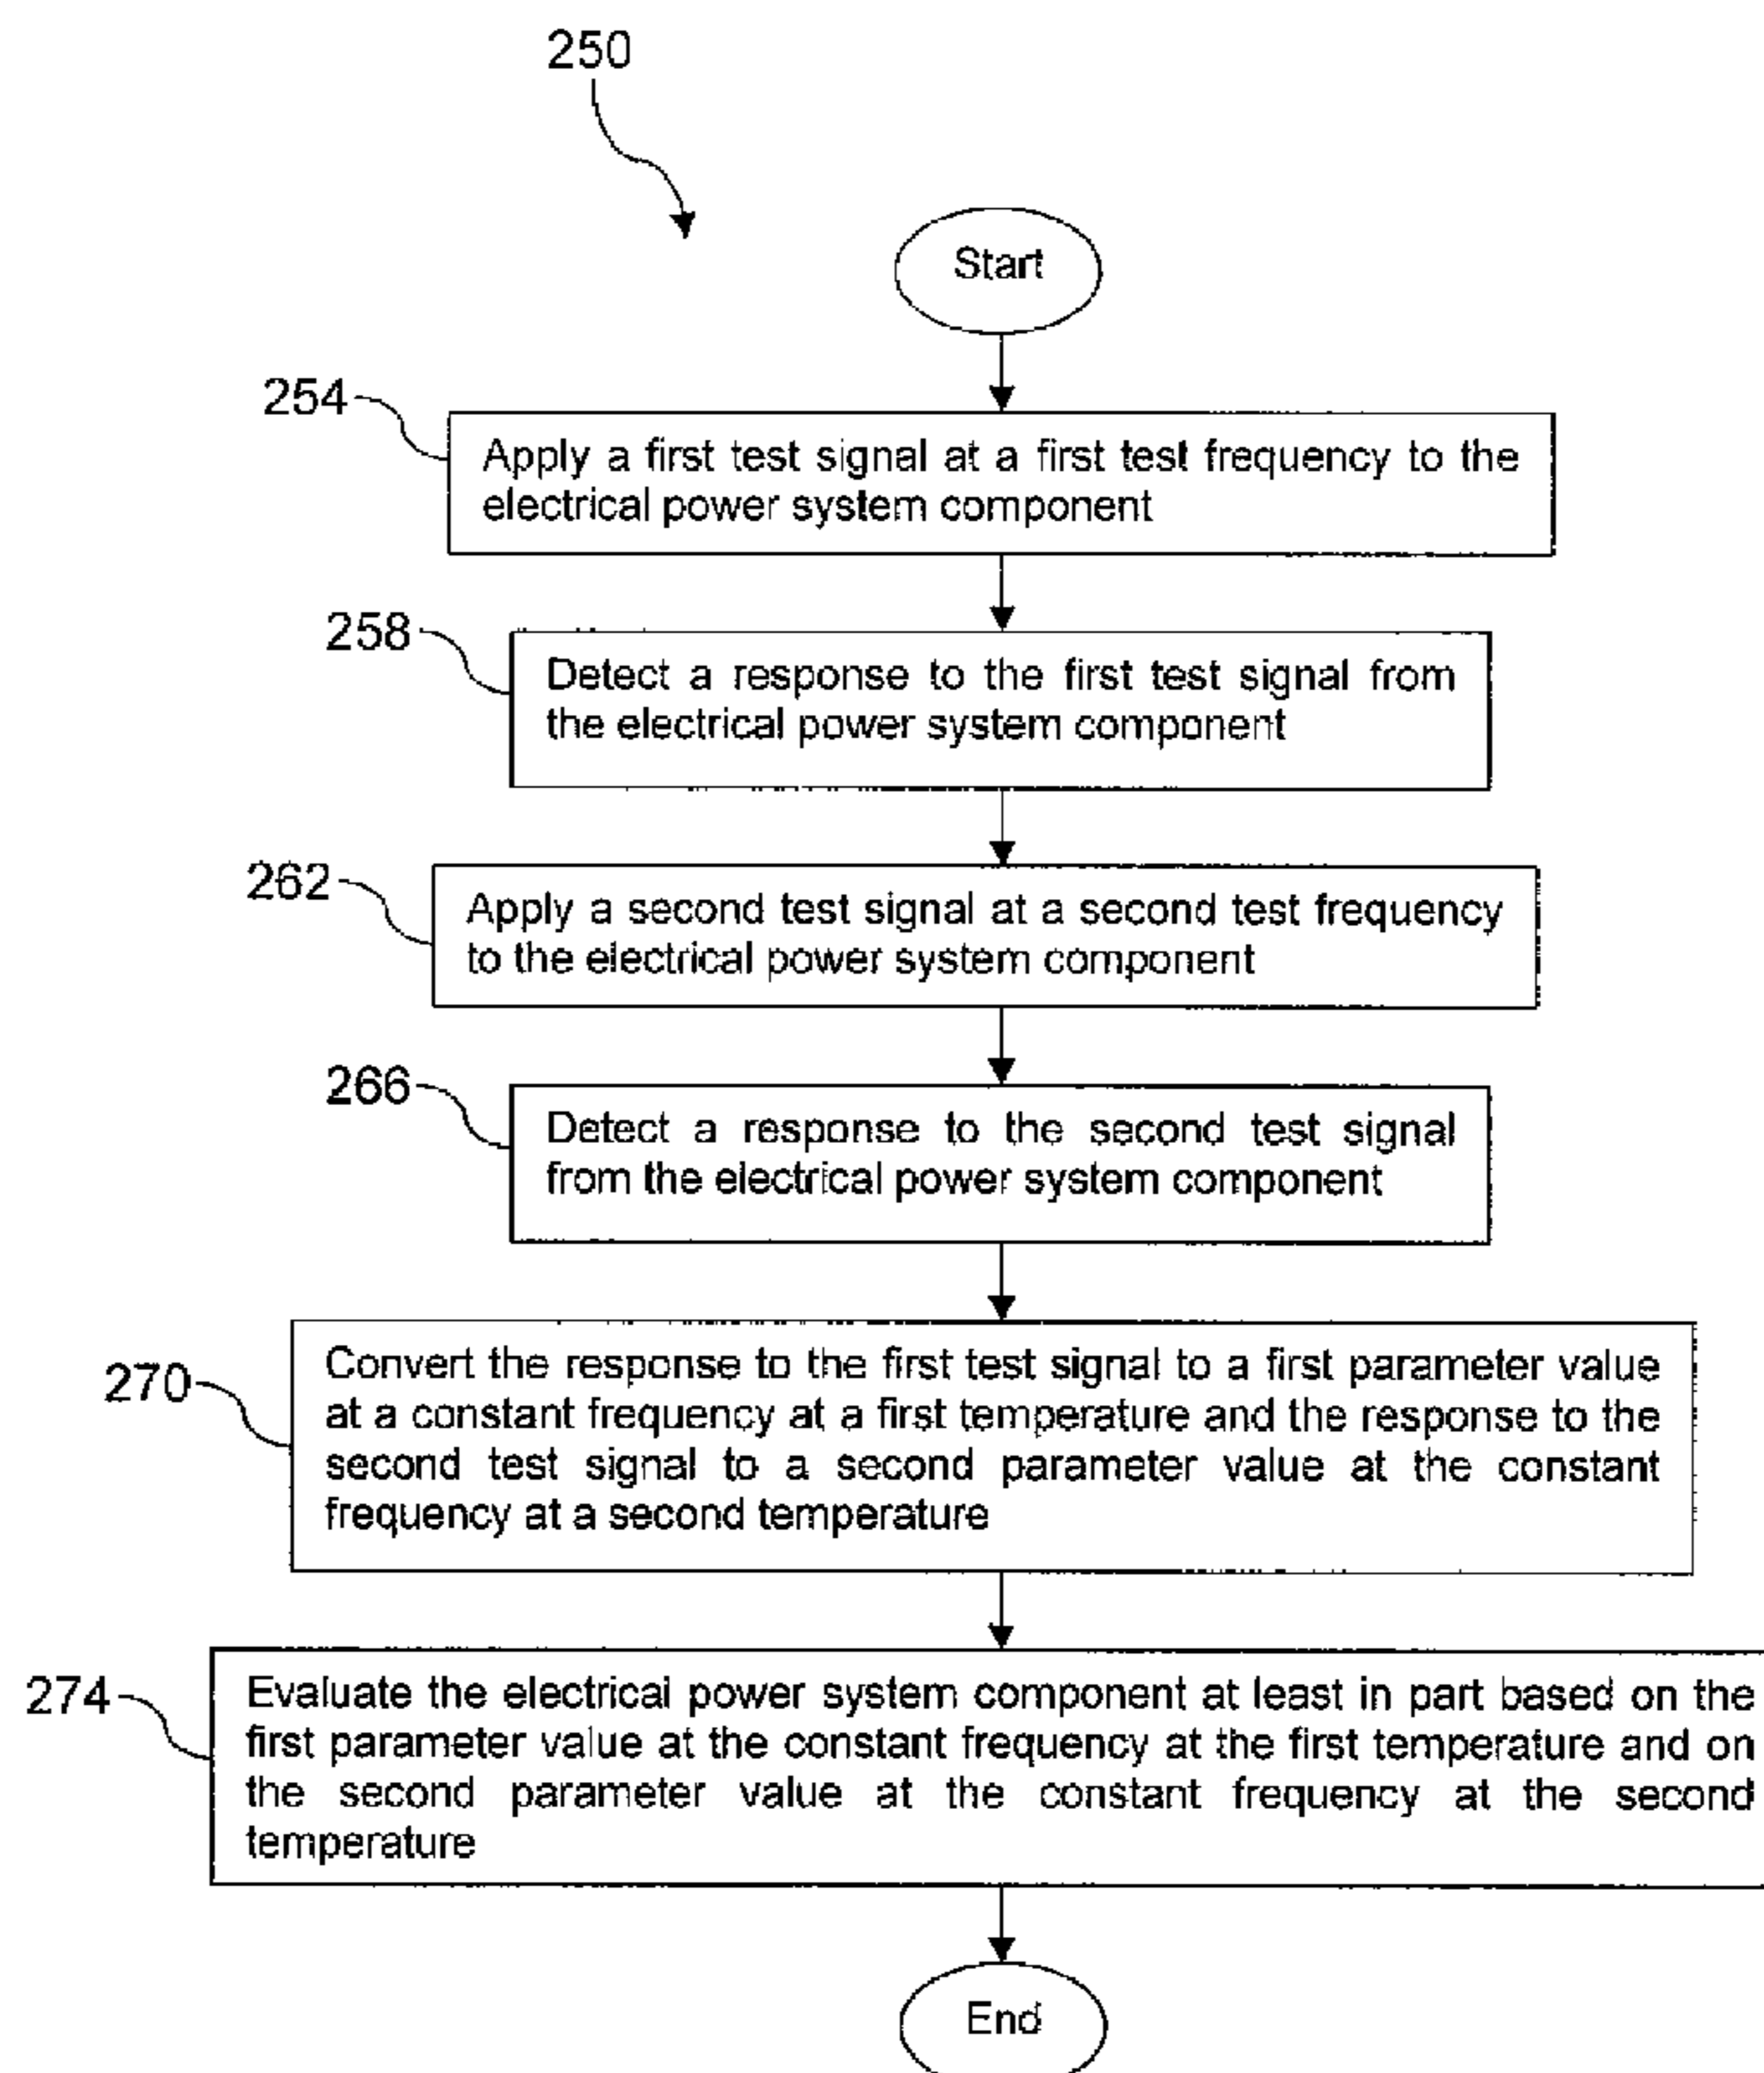 250
Start
254
Apply a first test signal at a first test frequency to the
electrical power system component
258
Detect a response to the first test signal from
the electrical power system component
262
Apply a second test signal at a second test frequency
to the electrical power system component
266
Detect a response to the second test signal
from the electrical power system component
270
Convert the response to the first test signal to a first parameter value
at a constant frequency at a first temperature and the response to the
second test signal to a second parameter value at the constant
frequency at a second temperature
274
Evaluate the electrical power system component at least in part based on the
first parameter value at the constant frequency at the first temperature and on
the second parameter value at the constant frequency at the second
temperature
End